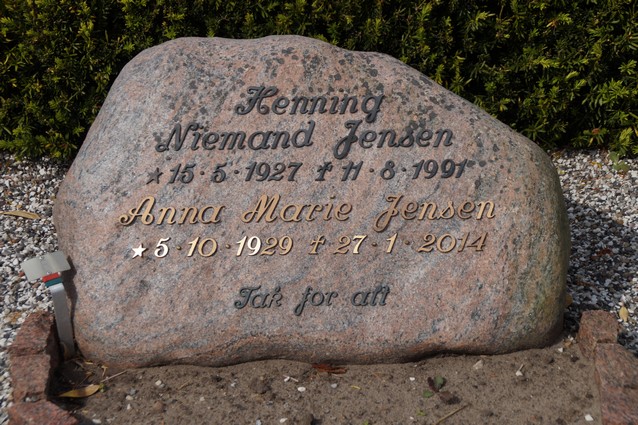 Henning
Niemand Jensen
★ 15·5·1927 ✝ 11·8·1991
Anna Marie Jensen
★ 5·10·1929 ✝ 27·1·2014
Tak for alt